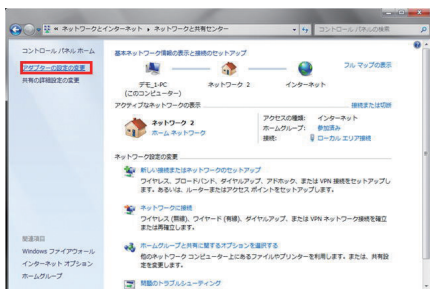 « ネットワークとインターネット ▸ ネットワークと共有センター
コントロール パネルの検索
コントロール パネル ホーム
アダプターの設定の変更
共有の詳細設定の変更
基本ネットワーク情報の表示と接続のセットアップ
フル マップの表示
デモ_1-PC
(このコンピューター)
ネットワーク 2
インターネット
アクティブなネットワークの表示
接続または切断
ネットワーク 2
ホーム ネットワーク
アクセスの種類: インターネット
ホームグループ: 参加済み
接続: ローカル エリア接続
ネットワーク設定の変更
新しい接続またはネットワークのセットアップ
ワイヤレス、ブロードバンド、ダイヤルアップ、アドホック、または VPN 接続をセットアップし
ます。あるいは、ルーターまたはアクセス ポイントをセットアップします。
ネットワークに接続
ワイヤレス (無線)、ワイヤード (有線)、ダイヤルアップ、または VPN ネットワーク接続を確立
または再確立します。
ホームグループと共有に関するオプションを選択する
他のネットワーク コンピューター上にあるファイルやプリンターを利用します。または、共有設
定を変更します。
問題のトラブルシューティング
関連項目
Windows ファイアウォール
インターネット オプション
ホームグループ